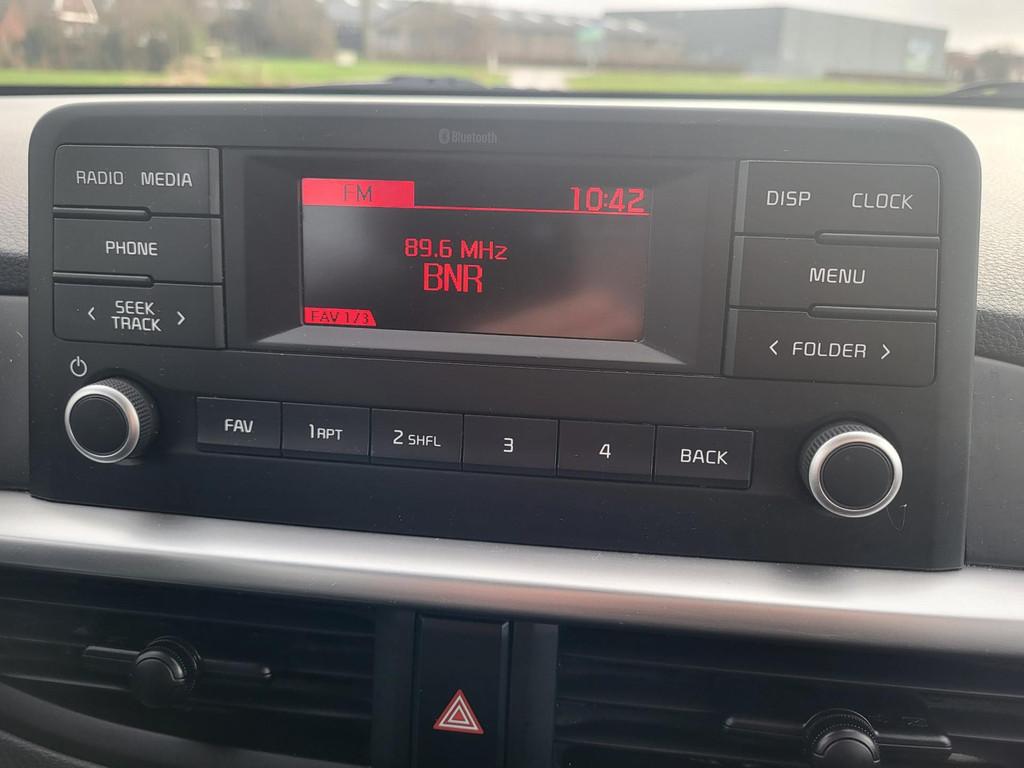 Bluetooth
RADIO MEDIA
PHONE
< SEEK TRACK >
FM
10:42
89.6 MHz
BNR
FAV 1/3
DISP CLOCK
MENU
< FOLDER >
FAV
1 RPT
2 SHFL
3
4
BACK